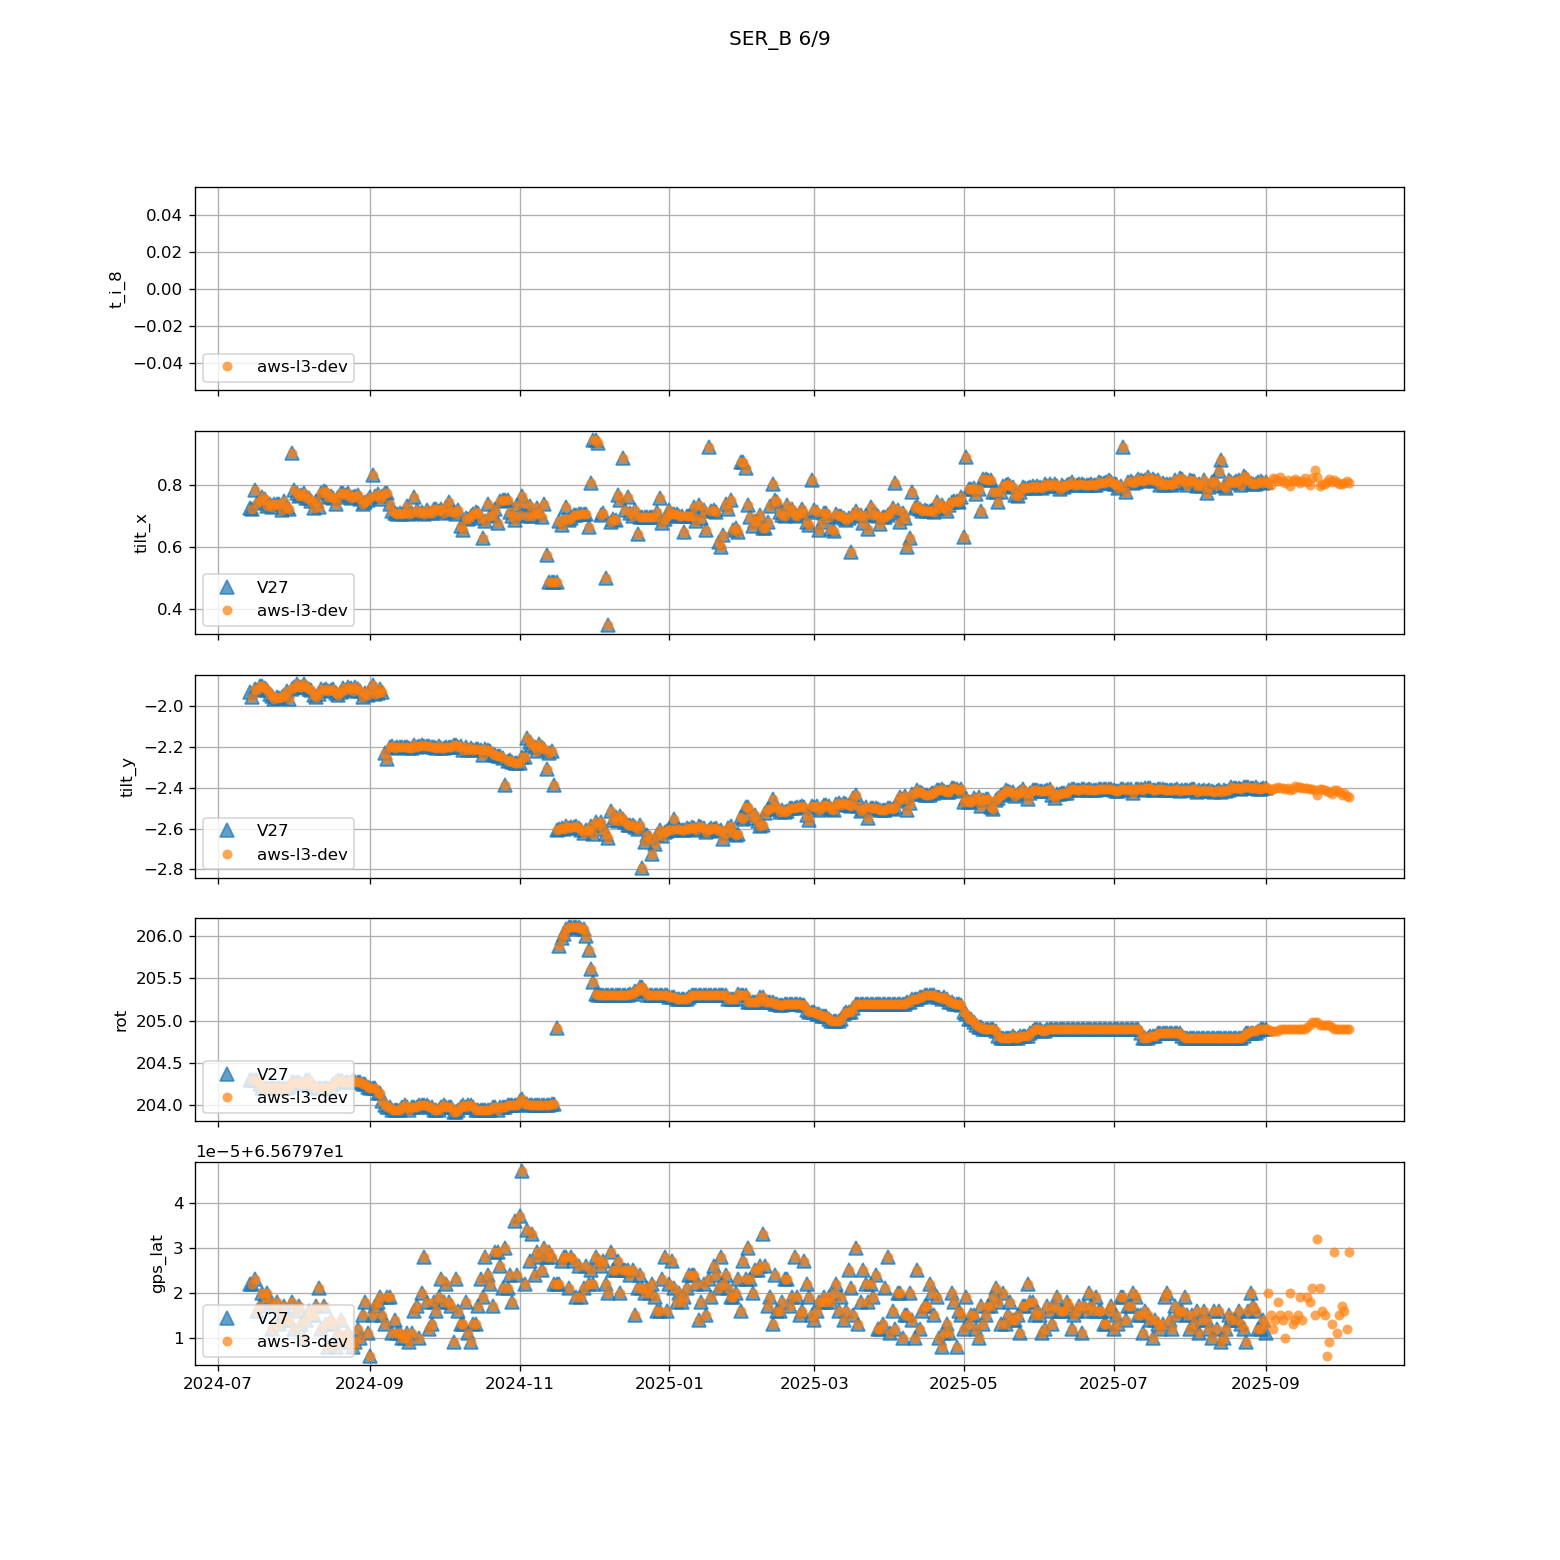 SER_B 6/9
t_i_8
0.04
0.02
0.00
−0.02
−0.04
aws-l3-dev
tilt_x
0.8
0.6
0.4
V27
aws-l3-dev
tilt_y
−2.0
−2.2
−2.4
−2.6
−2.8
V27
aws-l3-dev
rot
206.0
205.5
205.0
204.5
204.0
V27
aws-l3-dev
1e−5+6.56797e1
gps_lat
4
3
2
1
V27
aws-l3-dev
2024-07 2024-09 2024-11 2025-01 2025-03 2025-05 2025-07 2025-09